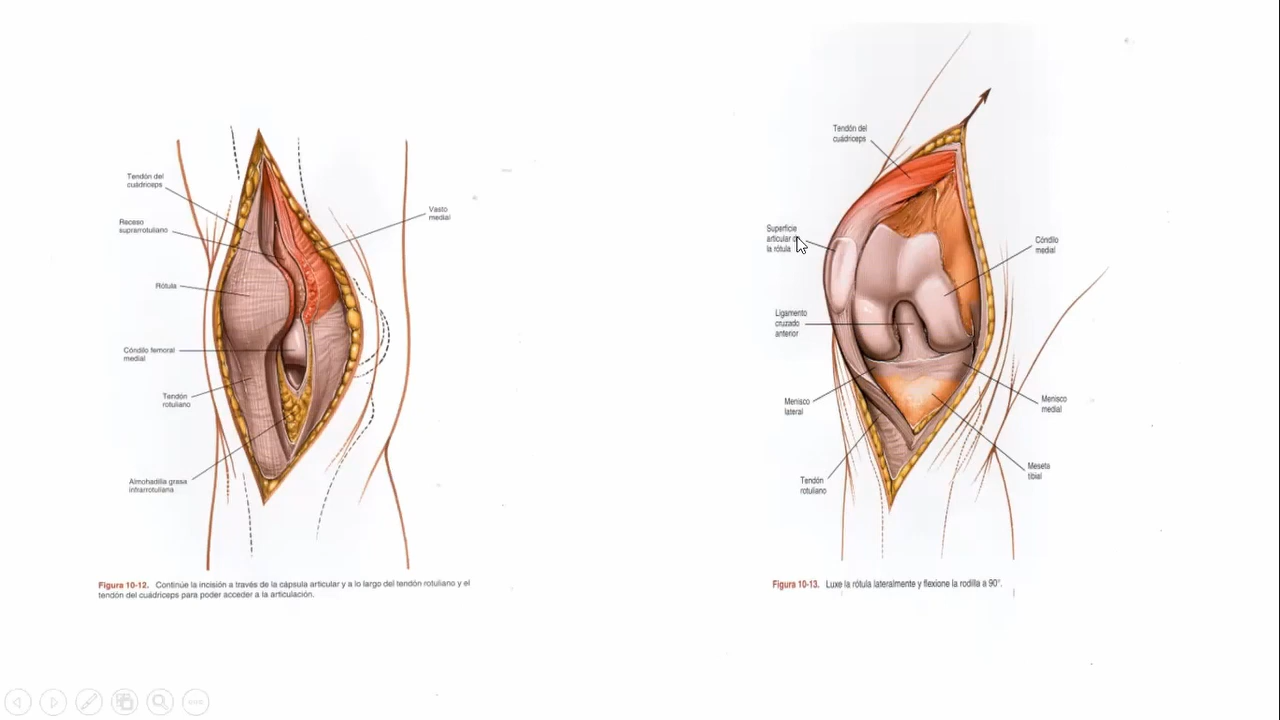 Tendón del
cuádriceps
Receso
suprarrotuliano
Rótula
Cóndilo femoral
medial
Tendón
rotuliano
Almohadilla grasa
infrarrotuliana
Vasto
medial
Figura 10-12. Continúe la incisión a través de la cápsula articular y a lo largo del tendón rotuliano y el
tendón del cuádriceps para poder acceder a la articulación.
Tendón del
cuádriceps
Superficie
articular de
la rótula
Ligamento
cruzado
anterior
Menisco
lateral
Tendón
rotuliano
Cóndilo
medial
Menisco
medial
Meseta
tibial
Figura 10-13. Luxe la rótula lateralmente y flexione la rodilla a 90°.